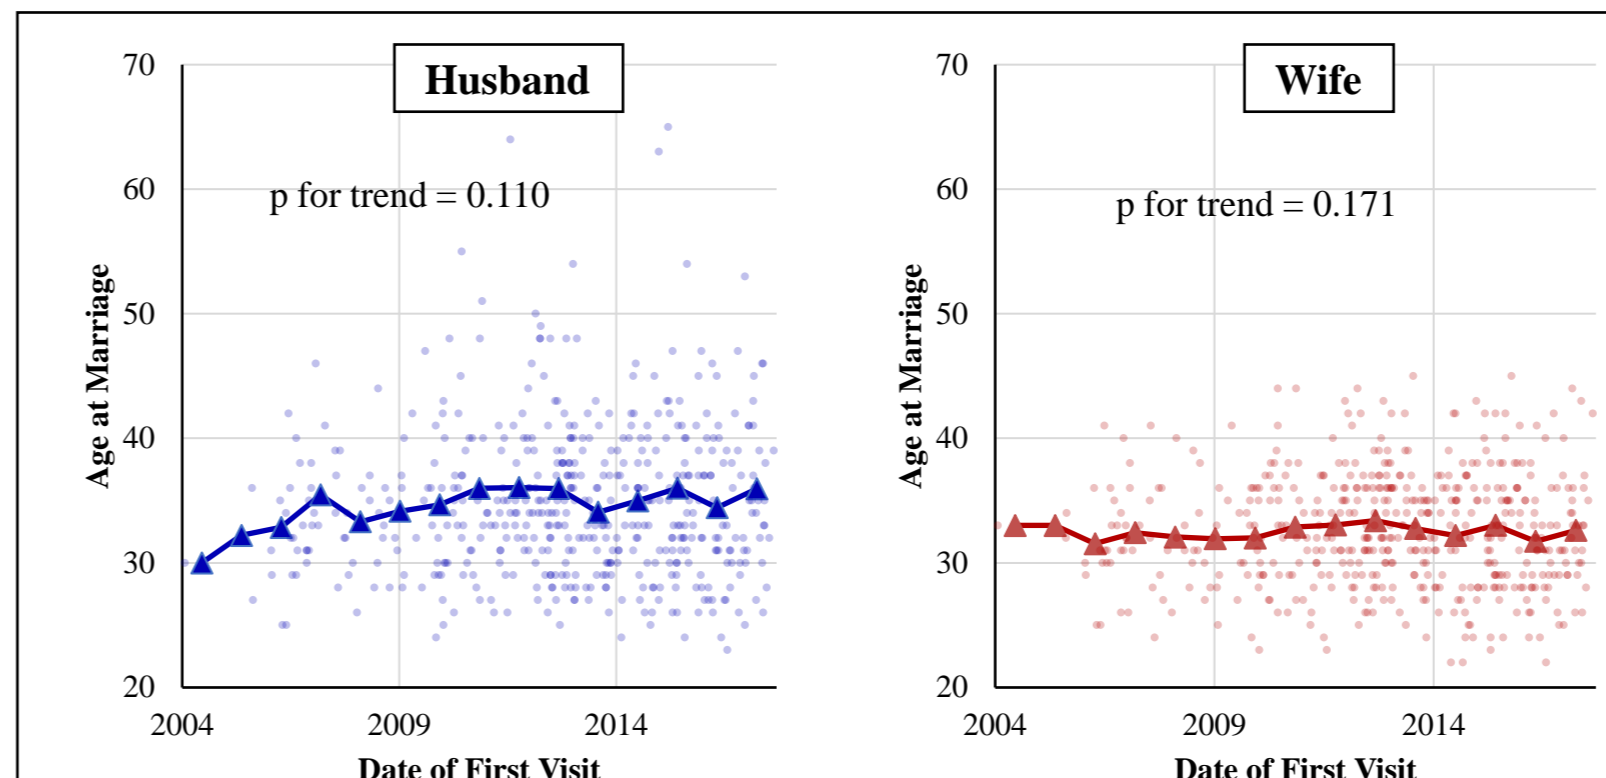 Husband
70
60
50
40
30
20
p for trend = 0.110
Age at Marriage
2004 2009 2014
Date of First Visit
Wife
70
60
50
40
30
20
p for trend = 0.171
Age at Marriage
2004 2009 2014
Date of First Visit